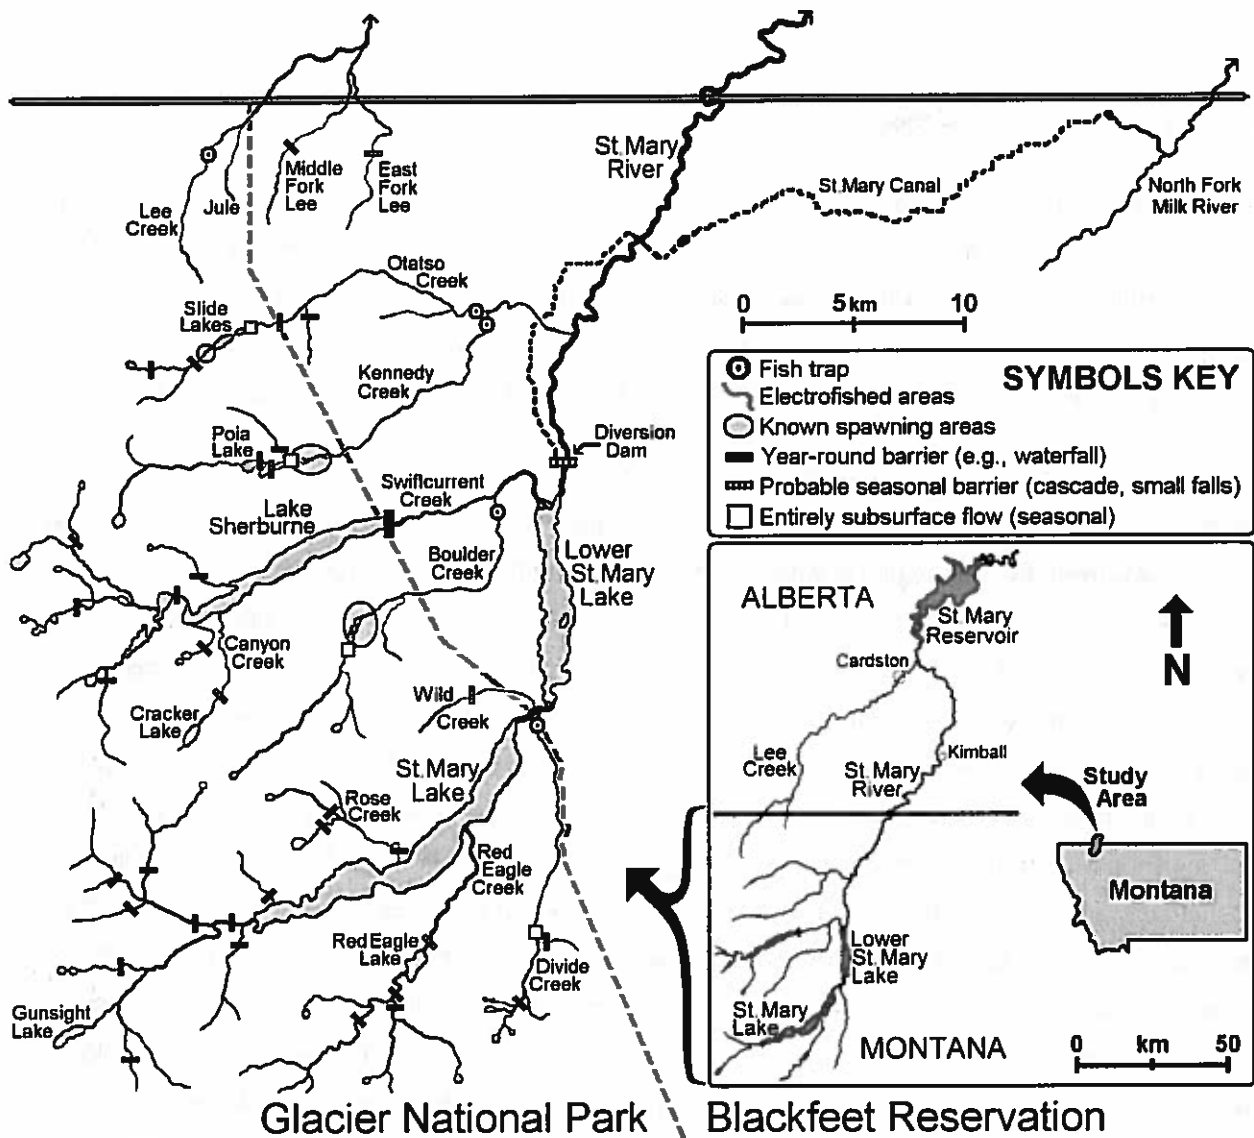 St. Mary
River
Middle
Fork
Lee
East
Fork
Lee
Jule
Lee
Creek
St. Mary Canal
North Fork
Milk River
Otatso
Creek
Slide
Lakes
0 5 km 10
Kennedy
Creek
SYMBOLS KEY
Fish trap
Electrofished areas
Known spawning areas
Year-round barrier (e.g., waterfall)
Probable seasonal barrier (cascade, small falls)
Entirely subsurface flow (seasonal)
Poia
Lake
Diversion
Dam
Swiftcurrent
Creek
Lake
Sherburne
Boulder
Creek
Lower
St. Mary
Lake
Canyon
Creek
Cracker
Lake
Wild
Creek
St. Mary
Lake
Rose
Creek
Red
Eagle
Creek
Red Eagle
Lake
Divide
Creek
Gunsight
Lake
ALBERTA
St. Mary
Reservoir
N
Cardston
Lee
Creek
St. Mary
River
Kimball
Study
Area
Montana
Lower
St. Mary
Lake
St. Mary
Lake
MONTANA
0 km 50
Glacier National Park
Blackfeet Reservation